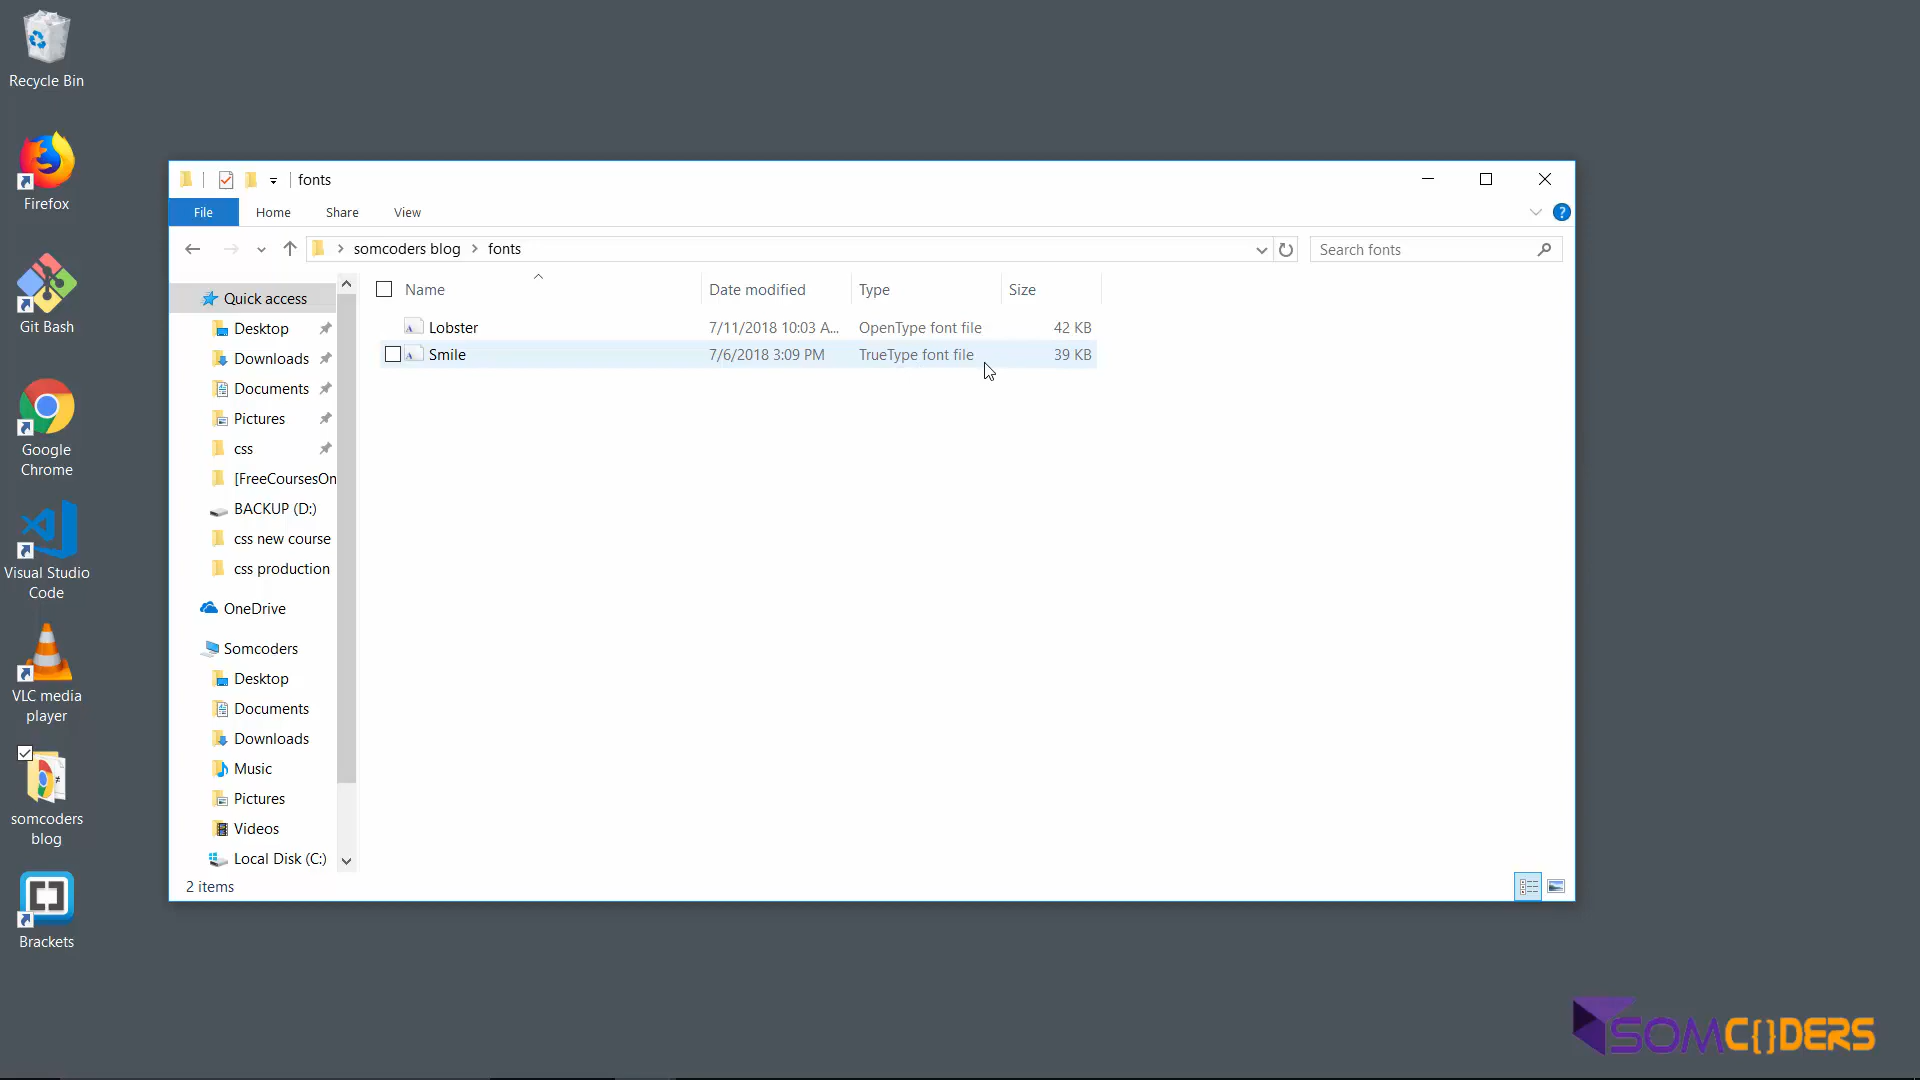 Recycle Bin
Firefox
Git Bash
Google
Chrome
Visual Studio
Code
VLC media
player
somcoders
blog
Brackets
fonts
File Home Share View
?
somcoders blog fonts
Search fonts
Name Date modified Type Size
Lobster 7/11/2018 10:03 A... OpenType font file 42 KB
Smile 7/6/2018 3:09 PM TrueType font file 39 KB
Quick access
Desktop
Downloads
Documents
Pictures
css
[FreeCoursesOn
BACKUP (D:)
css new course
css production
OneDrive
Somcoders
Desktop
Documents
Downloads
Music
Pictures
Videos
Local Disk (C:)
2 items
SOMC{}DERS